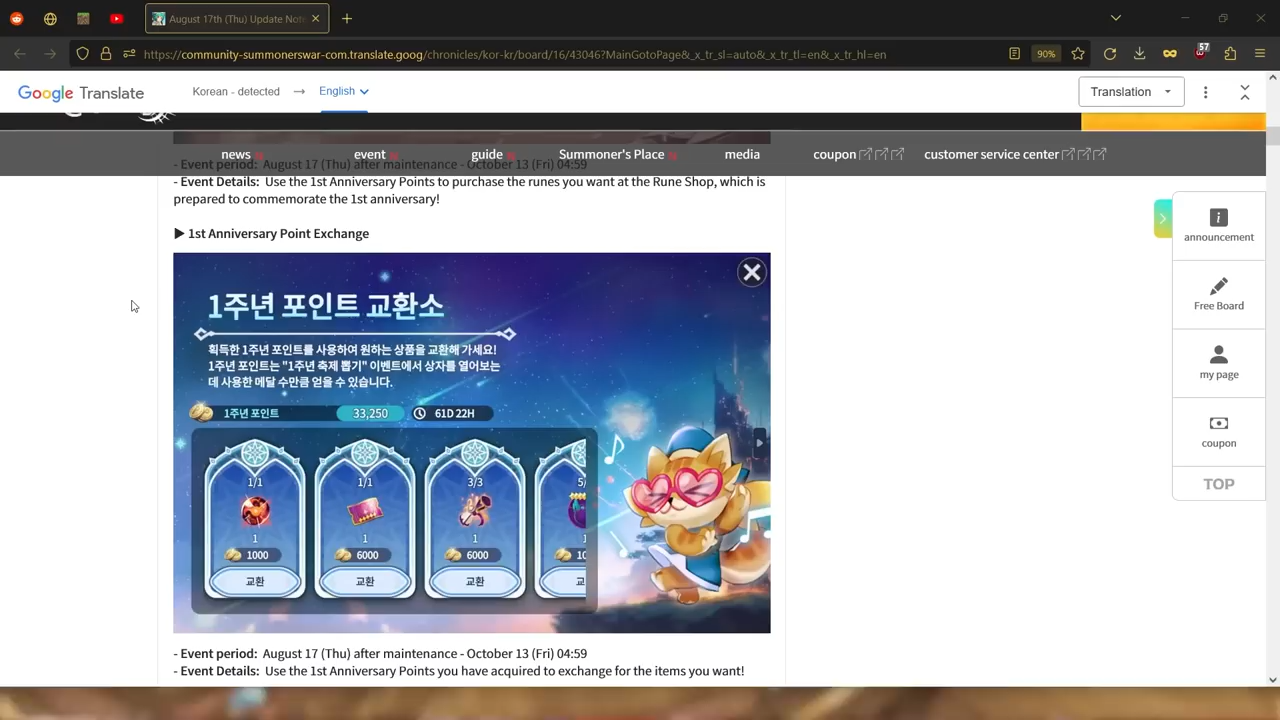 August 17th (Thu) Update Not
https://community-summonerswar-com.translate.goog/chronicles/kor-kr/board/16/43046?MainGotoPage&_x_tr_sl=auto&_x_tr_tl=en&_x_tr_hl=en
90%
57
Google Translate
Korean - detected
English
Translation
news
event
guide
Summoner's Place
media
coupon
customer service center
- Event period: August 17 (Thu) after maintenance - October 13 (Fri) 04:59
- Event Details: Use the 1st Anniversary Points to purchase the runes you want at the Rune Shop, which is
prepared to commemorate the 1st anniversary!
▶ 1st Anniversary Point Exchange
1주년 포인트 교환소
획득한 1주년 포인트를 사용하여 원하는 상품을 교환해 가세요!
1주년 포인트는 "1주년 축제 뽑기" 이벤트에서 상자를 열어보는
데 사용한 메달 수만큼 얻을 수 있습니다.
1주년 포인트
33,250
61D 22H
1/1
1/1
3/3
5/
1
1
1
1
1000
6000
6000
10
교환
교환
교환
- Event period: August 17 (Thu) after maintenance - October 13 (Fri) 04:59
- Event Details: Use the 1st Anniversary Points you have acquired to exchange for the items you want!
announcement
Free Board
my page
coupon
TOP